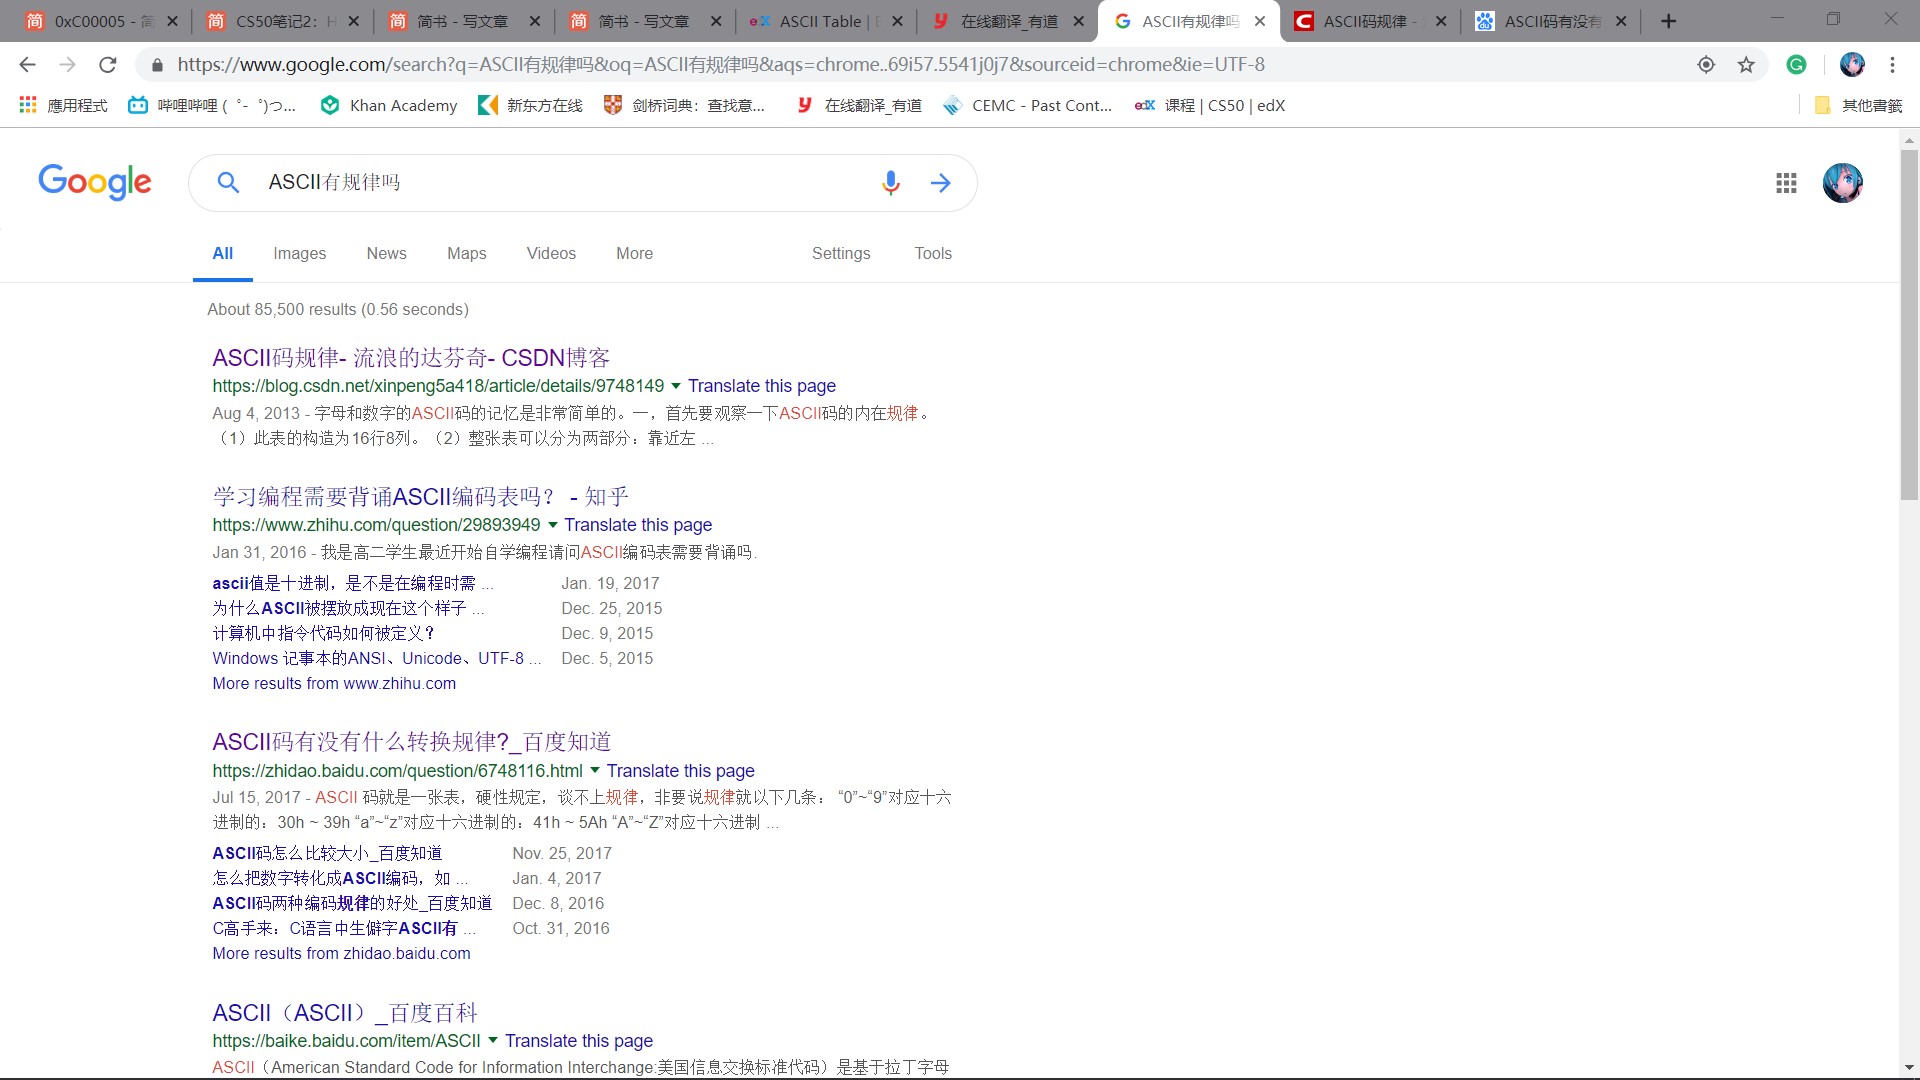 0xC00005 - 简
CS50笔记2：H
简书 - 写文章
简书 - 写文章
ASCII Table | E
在线翻译_有道
ASCII有规律吗
ASCII码规律 -
ASCII码有没有
https://www.google.com/search?q=ASCII有规律吗&oq=ASCII有规律吗&aqs=chrome..69i57.5541j0j7&sourceid=chrome&ie=UTF-8
應用程式 哔哩哔哩 (゜-゜)つ... Khan Academy 新东方在线 剑桥词典：查找意... 在线翻译_有道 CEMC - Past Cont... 课程 | CS50 | edX 其他書籤
Google ASCII有规律吗
All Images News Maps Videos More Settings Tools
About 85,500 results (0.56 seconds)
ASCII码规律- 流浪的达芬奇- CSDN博客
https://blog.csdn.net/xinpeng5a418/article/details/9748149 Translate this page
Aug 4, 2013 - 字母和数字的ASCII码的记忆是非常简单的。一，首先要观察一下ASCII码的内在规律。
（1）此表的构造为16行8列。（2）整张表可以分为两部分：靠近左 ...
学习编程需要背诵ASCII编码表吗？ - 知乎
https://www.zhihu.com/question/29893949 Translate this page
Jan 31, 2016 - 我是高二学生最近开始自学编程请问ASCII编码表需要背诵吗.
ascii值是十进制，是不是在编程时需 ... Jan. 19, 2017
为什么ASCII被摆放成现在这个样子 ... Dec. 25, 2015
计算机中指令代码如何被定义？ Dec. 9, 2015
Windows 记事本的ANSI、Unicode、UTF-8 ... Dec. 5, 2015
More results from www.zhihu.com
ASCII码有没有什么转换规律?_百度知道
https://zhidao.baidu.com/question/6748116.html Translate this page
Jul 15, 2017 - ASCII 码就是一张表，硬性规定，谈不上规律，非要说规律就以下几条： “0”~“9”对应十六
进制的：30h ~ 39h “a”~“z”对应十六进制的：41h ~ 5Ah “A”~“Z”对应十六进制 ...
ASCII码怎么比较大小_百度知道 Nov. 25, 2017
怎么把数字转化成ASCII编码，如 ... Jan. 4, 2017
ASCII码两种编码规律的好处_百度知道 Dec. 8, 2016
C高手来：C语言中生僻字ASCII有 ... Oct. 31, 2016
More results from zhidao.baidu.com
ASCII（ASCII）_百度百科
https://baike.baidu.com/item/ASCII Translate this page
ASCII（American Standard Code for Information Interchange:美国信息交换标准代码）是基于拉丁字母